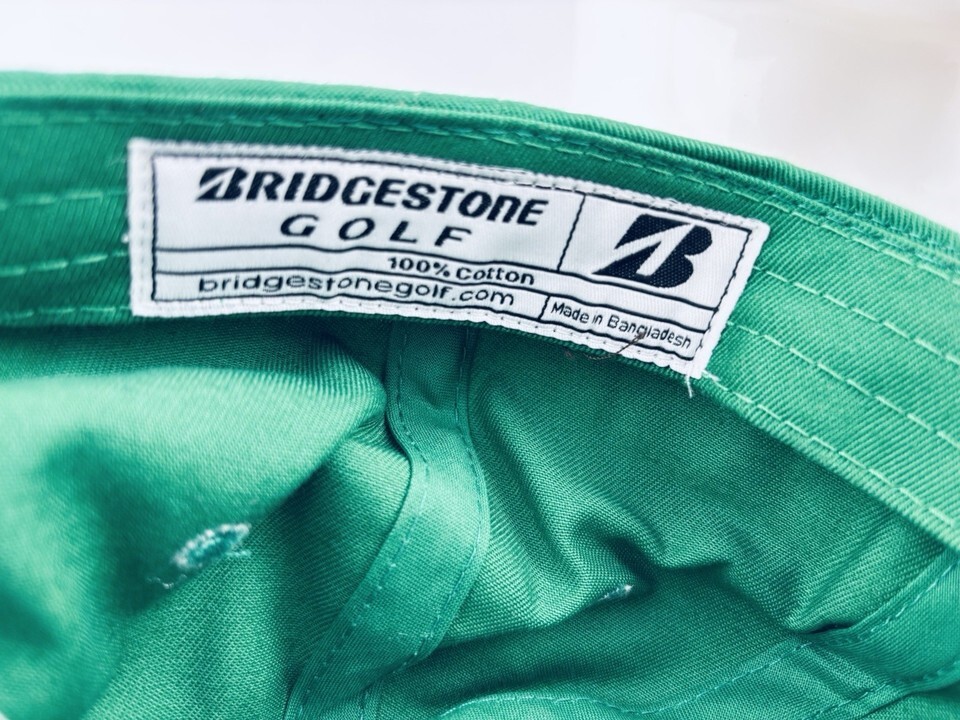 BRIDGESTONE
GOLF
B
100% Cotton
bridgestonegolf.com
Made in Bangladesh